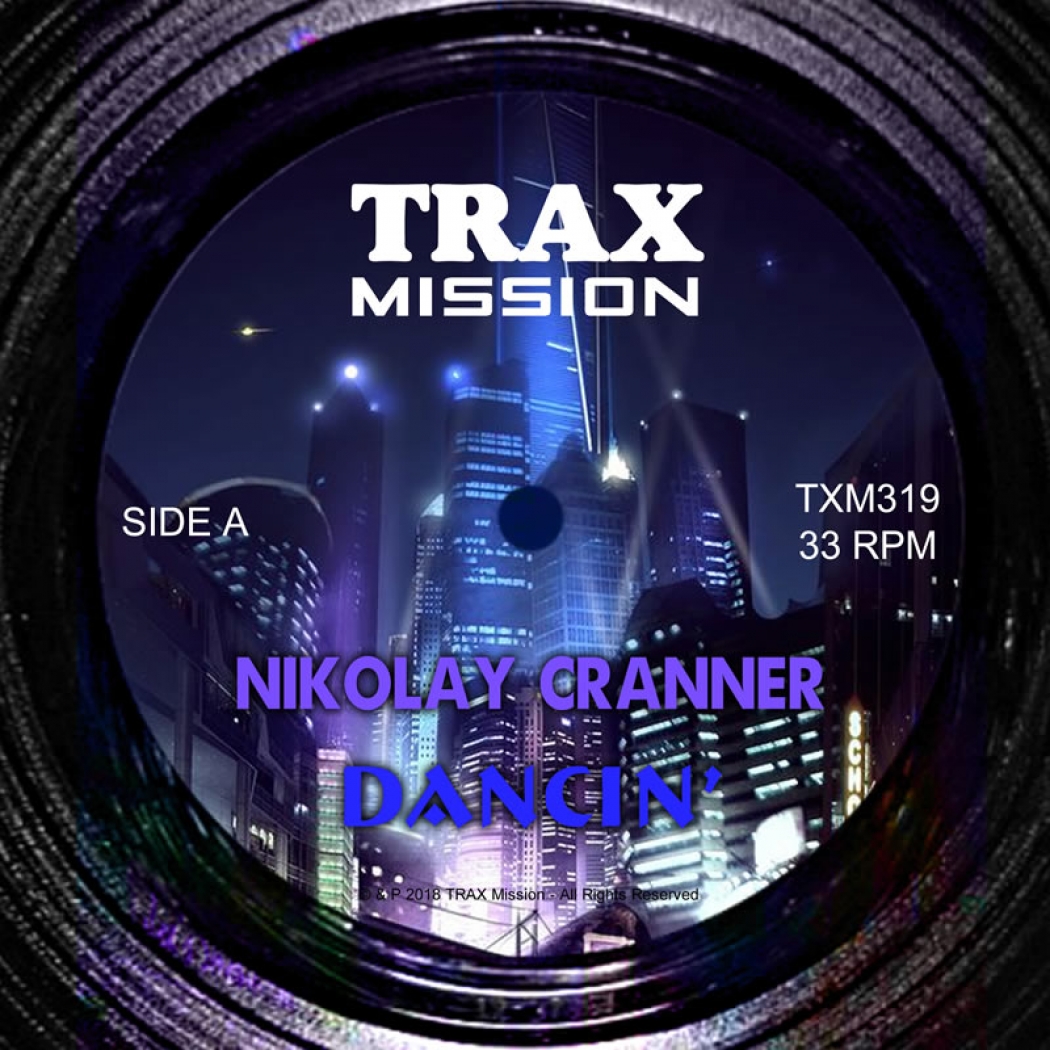 TRAX
MISSION
SIDE A
TXM319
33 RPM
NIKOLAY CRANNER
DANCIN'
© & P 2018 TRAX Mission - All Rights Reserved